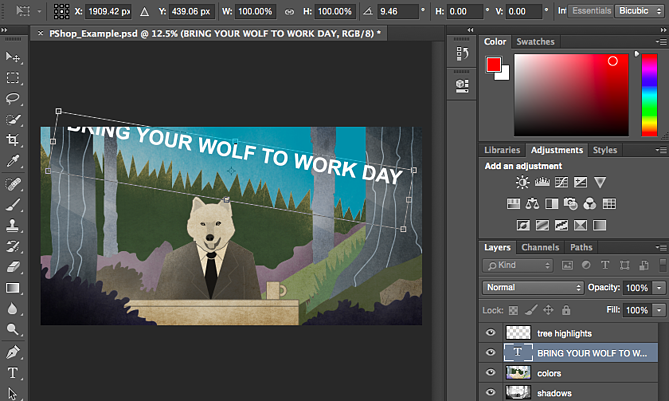 X: 1909.42 px Y: 439.06 px W: 100.00% H: 100.00% 9.46 ° H: 0.00 ° V: 0.00 ° Essentials Bicubic
× PShop_Example.psd @ 12.5% (BRING YOUR WOLF TO WORK DAY, RGB/8) *
BRING YOUR WOLF TO WORK DAY
Color Swatches
Libraries Adjustments Styles
Add an adjustment
Layers Channels Paths
Kind
Normal Opacity: 100%
Lock: Fill: 100%
tree highlights
T BRING YOUR WOLF TO W...
colors
shadows